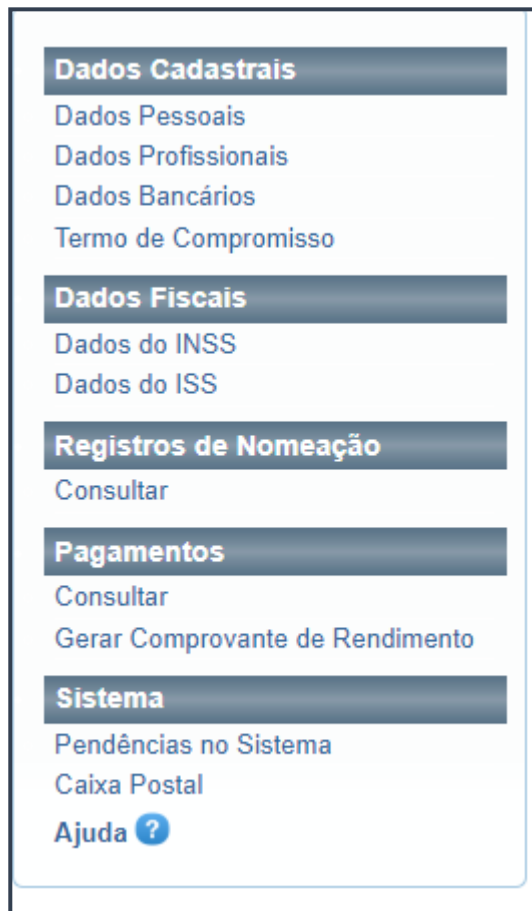 Dados Cadastrais
Dados Pessoais
Dados Profissionais
Dados Bancários
Termo de Compromisso
Dados Fiscais
Dados do INSS
Dados do ISS
Registros de Nomeação
Consultar
Pagamentos
Consultar
Gerar Comprovante de Rendimento
Sistema
Pendências no Sistema
Caixa Postal
Ajuda ?